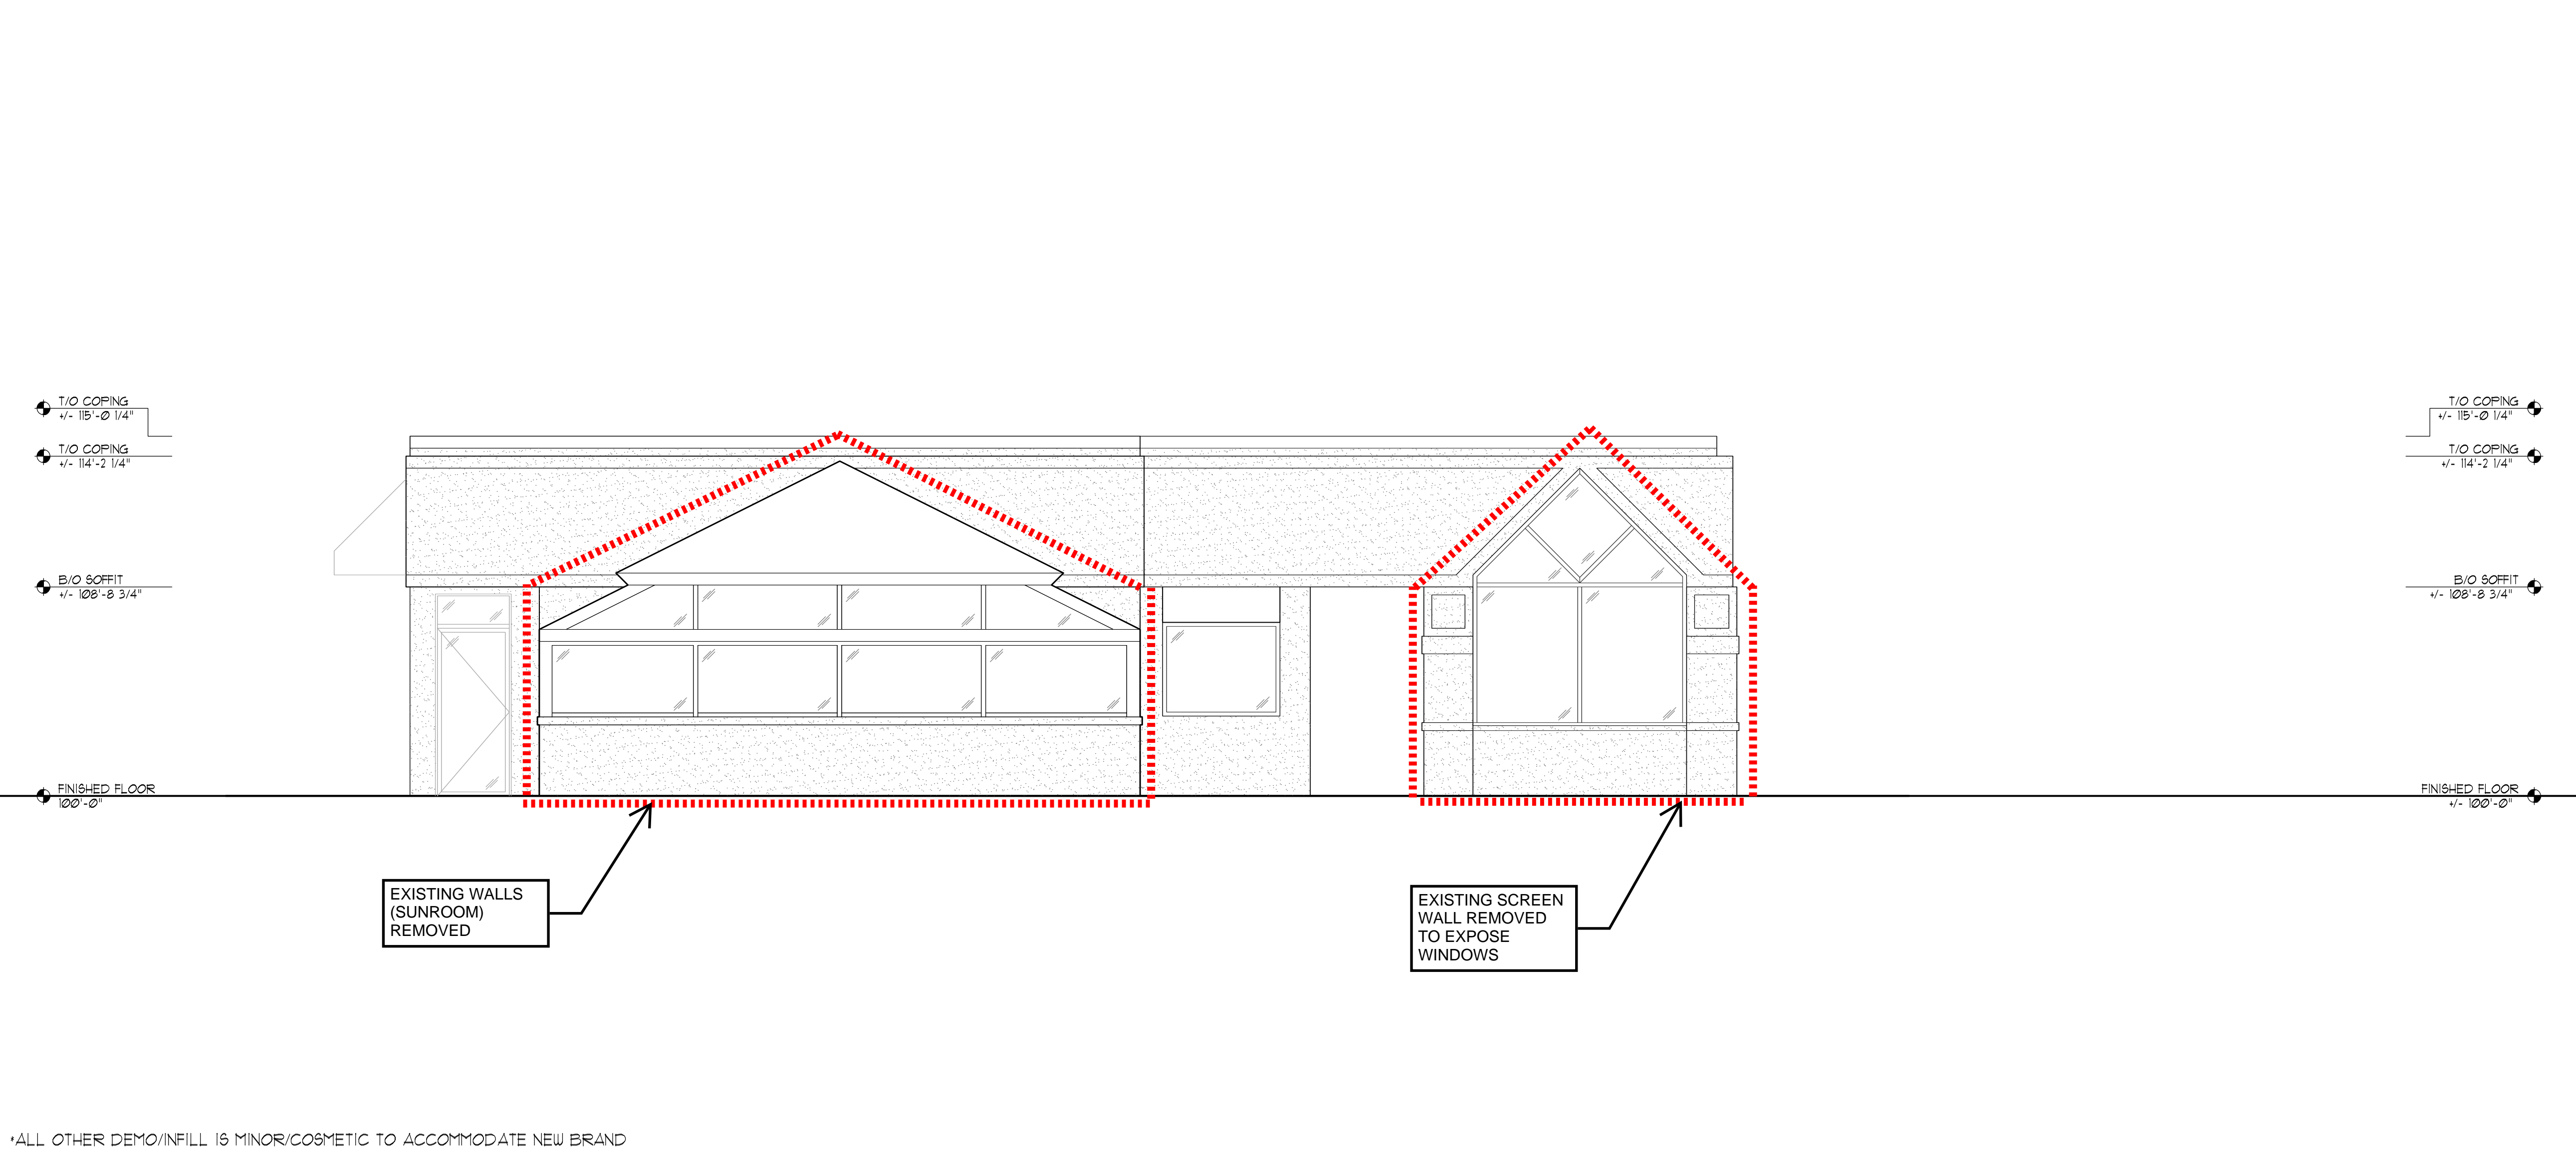 T/O COPING
+/- 115'-0 1/4"
T/O COPING
+/- 114'-2 1/4"
B/O SOFFIT
+/- 108'-8 3/4"
FINISHED FLOOR
100'-0"
T/O COPING
+/- 115'-0 1/4"
T/O COPING
+/- 114'-2 1/4"
B/O SOFFIT
+/- 108'-8 3/4"
FINISHED FLOOR
+/- 100'-0"
EXISTING WALLS
(SUNROOM)
REMOVED
EXISTING SCREEN
WALL REMOVED
TO EXPOSE
WINDOWS
*ALL OTHER DEMO/INFILL IS MINOR/COSMETIC TO ACCOMMODATE NEW BRAND